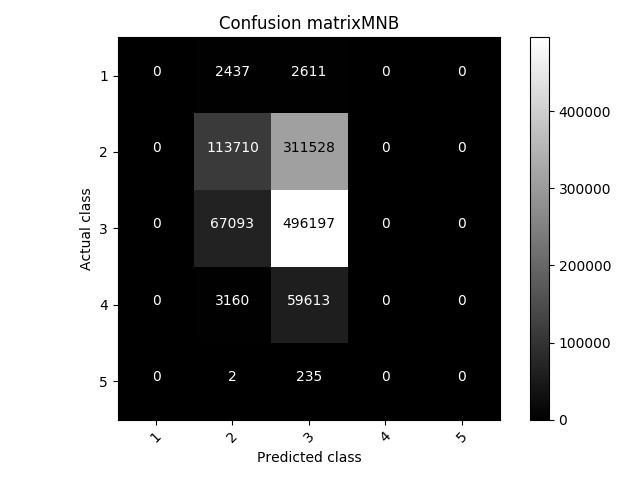 Confusion matrixMNB
Actual class
1 0 2437 2611 0 0
2 0 113710 311528 0 0
3 0 67093 496197 0 0
4 0 3160 59613 0 0
5 0 2 235 0 0
1 2 3 4 5
Predicted class
400000
300000
200000
100000
0